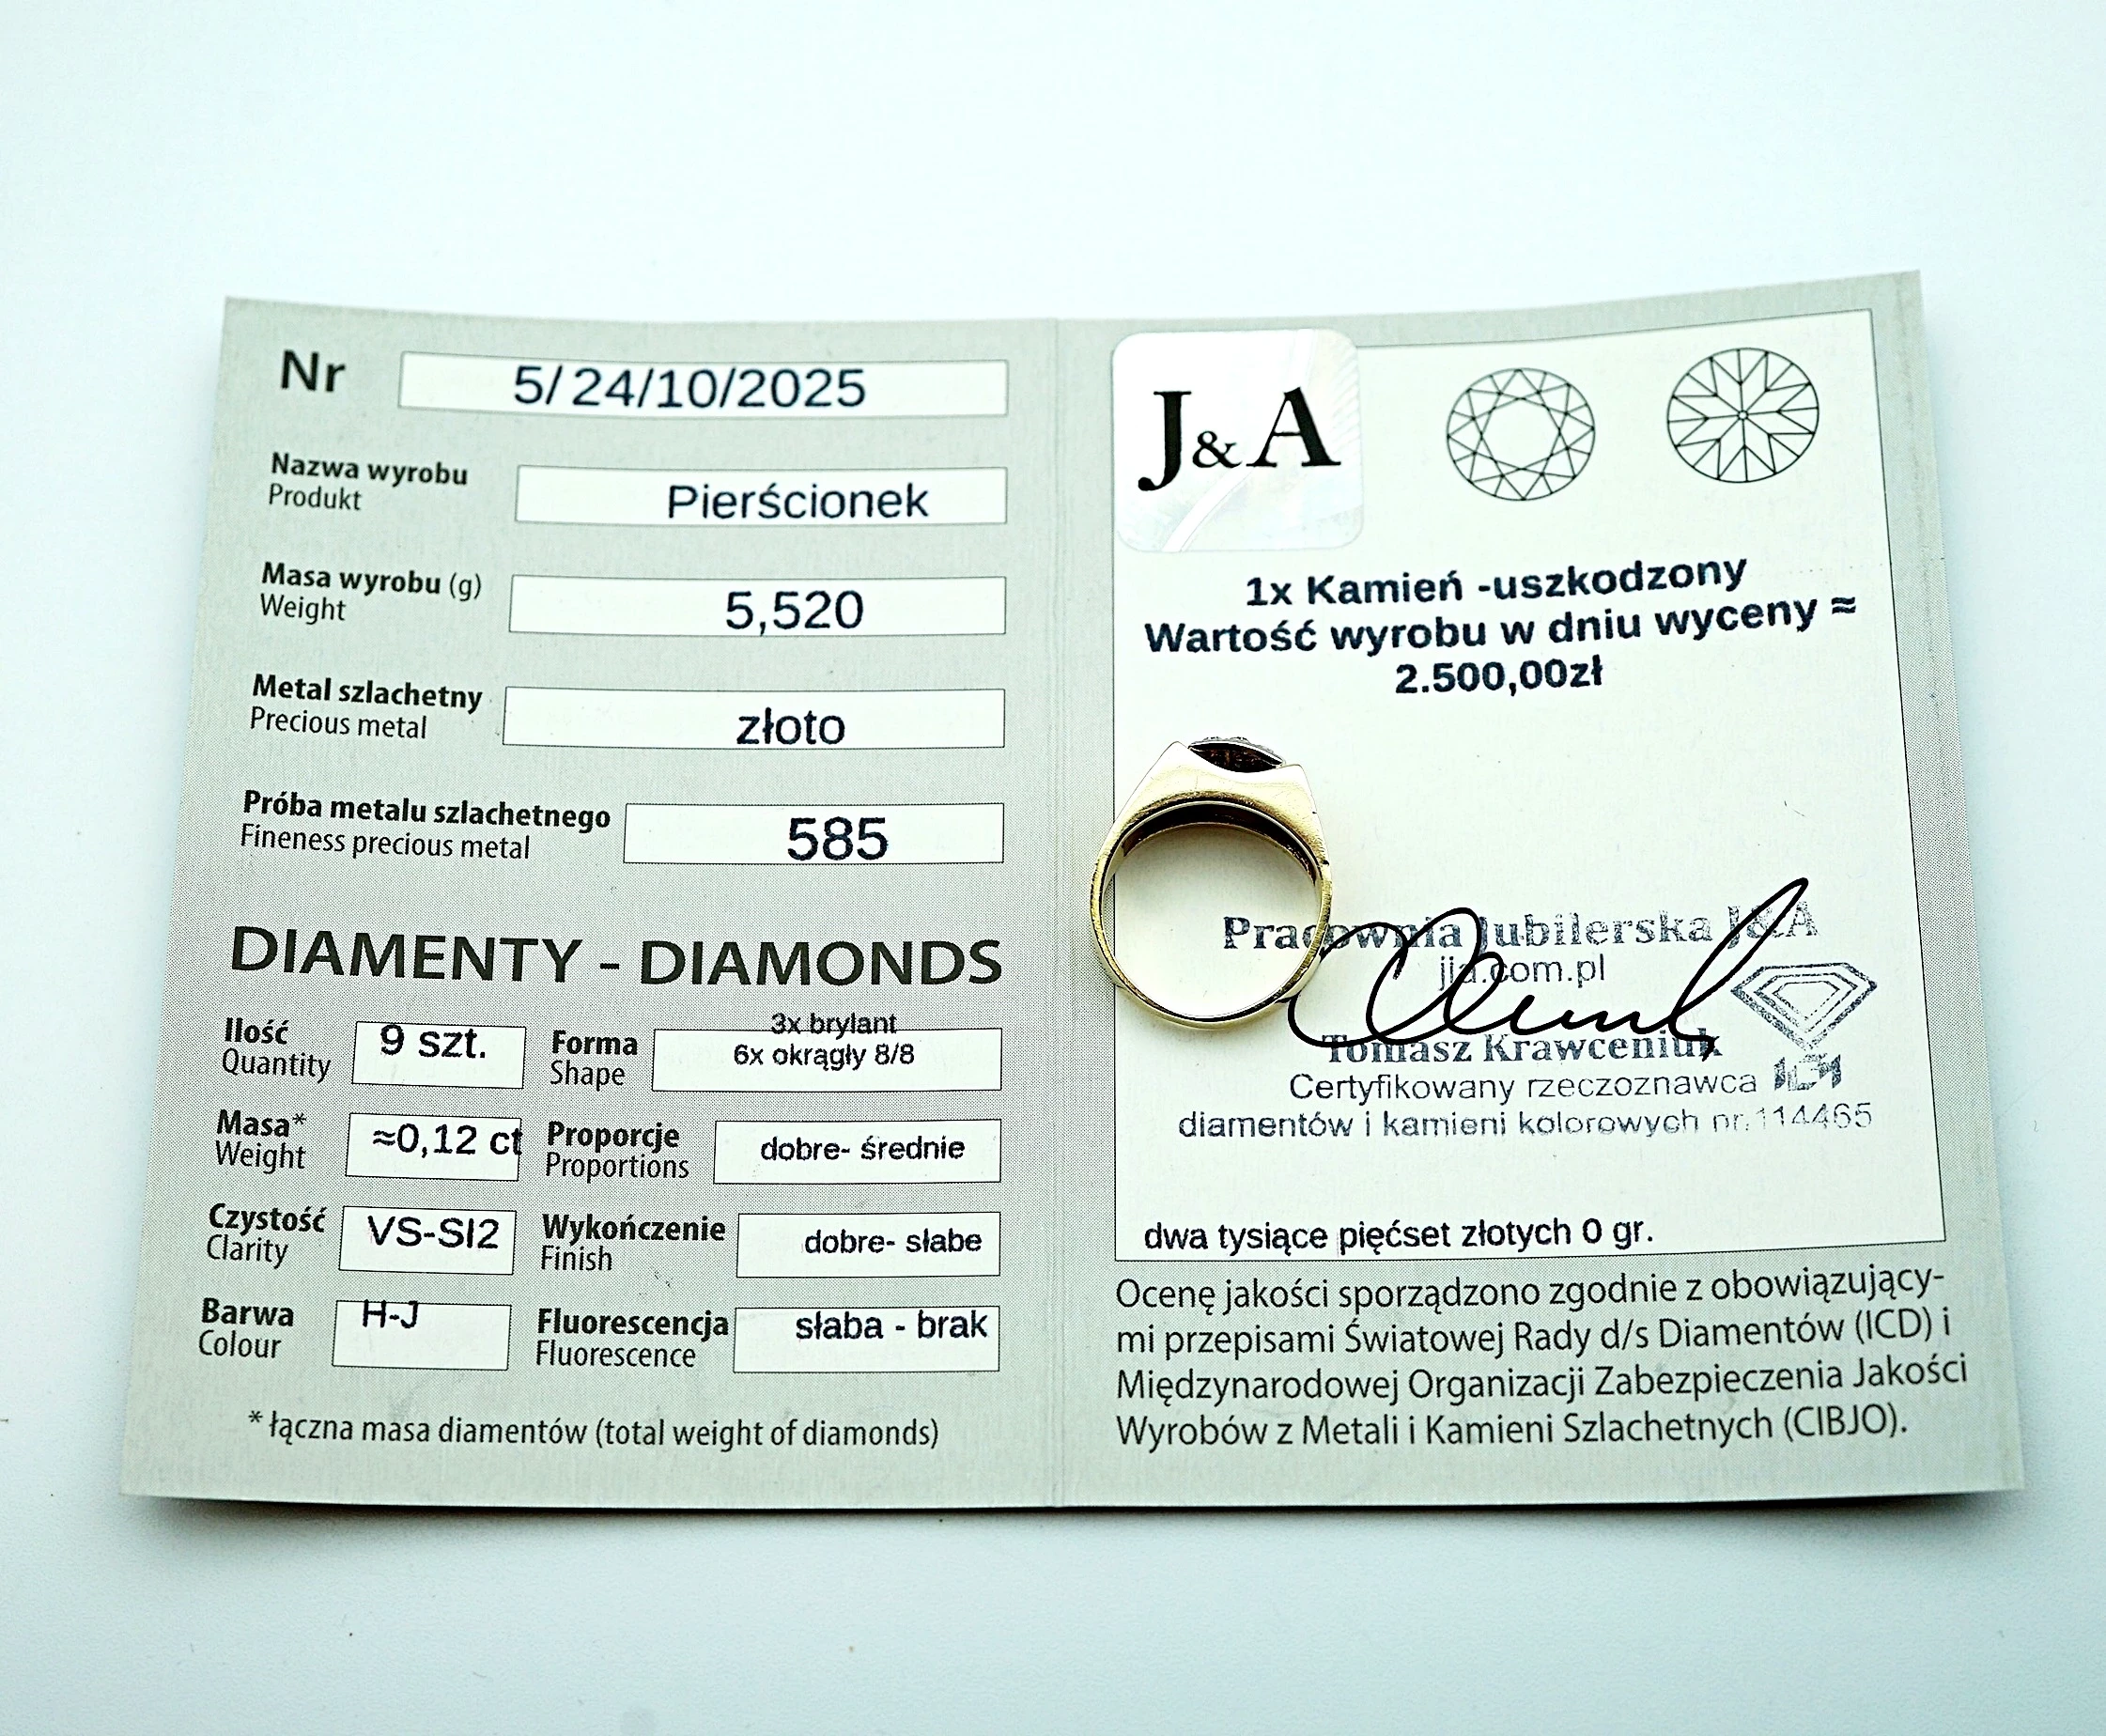 Nr 5/24/10/2025
Nazwa wyrobu
Produkt
Pierścionek
Masa wyrobu (g)
Weight
5,520
Metal szlachetny
Precious metal
złoto
Próba metalu szlachetnego
Fineness precious metal
585
DIAMENTY - DIAMONDS
Ilość
Quantity
9 szt.
Forma
Shape
3x brylant
6x okrągły 8/8
Masa*
Weight
≈0,12 ct
Proporcje
Proportions
dobre- średnie
Czystość
Clarity
VS-SI2
Wykończenie
Finish
dobre- słabe
Barwa
Colour
H-J
Fluorescencja
Fluorescence
słaba - brak
* łączna masa diamentów (total weight of diamonds)
J&A
1x Kamień -uszkodzony
Wartość wyrobu w dniu wyceny ≈
2.500,00zł
Pracownia Jubilerska J&A
jja.com.pl
Tomasz Krawceniuk
Certyfikowany rzeczoznawca
diamentów i kamieni kolorowych nr.114465
dwa tysiące pięćset złotych 0 gr.
Ocenę jakości sporządzono zgodnie z obowiązujący-
mi przepisami Światowej Rady d/s Diamentów (ICD) i
Międzynarodowej Organizacji Zabezpieczenia Jakości
Wyrobów z Metali i Kamieni Szlachetnych (CIBJO).